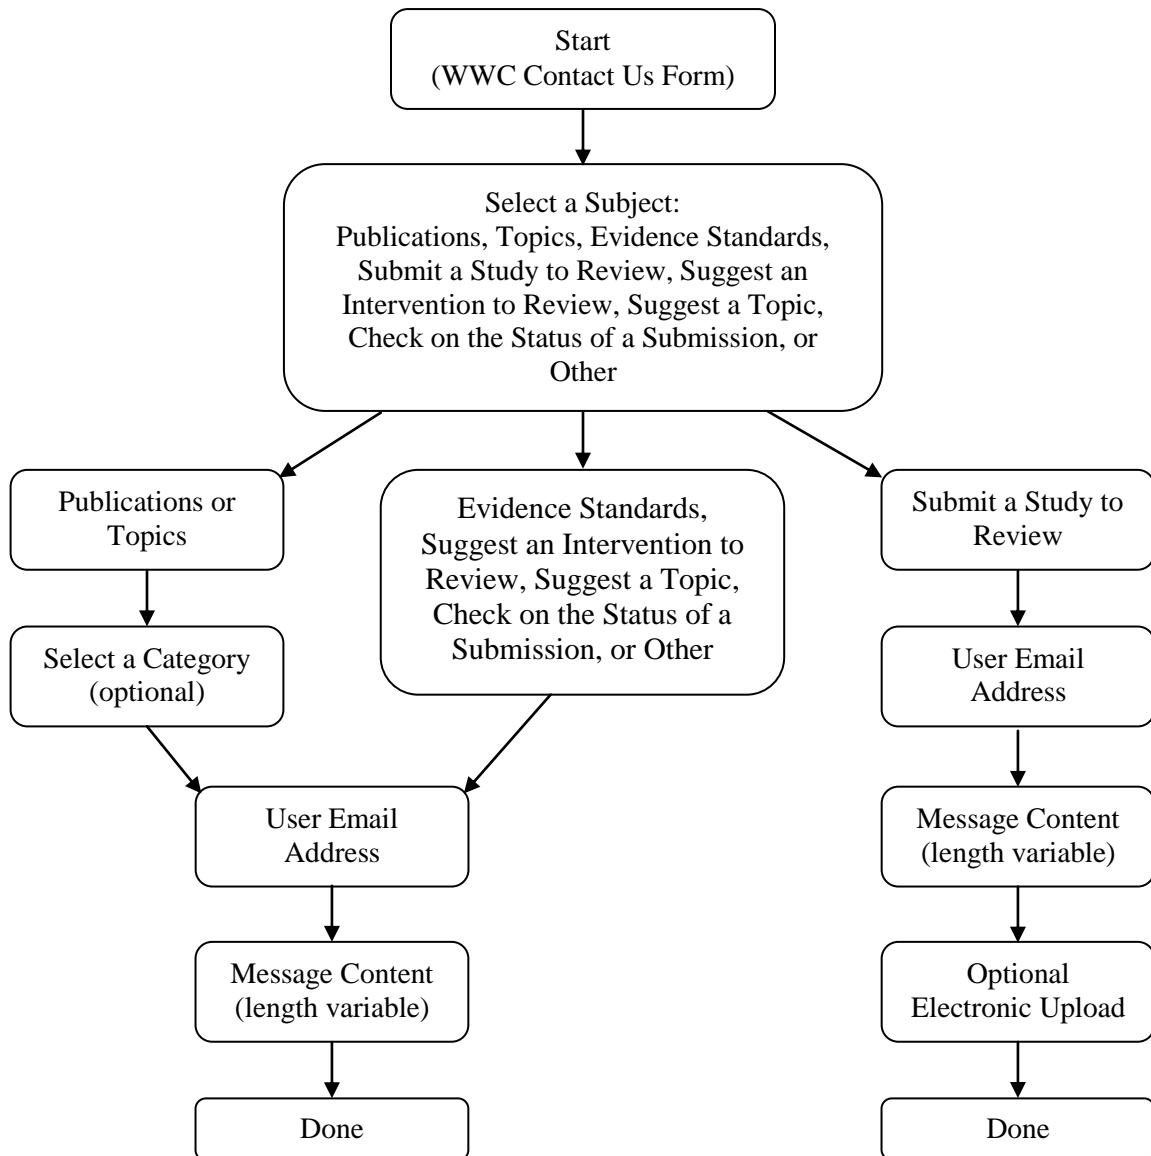 Start
(WWC Contact Us Form)
Select a Subject:
Publications, Topics, Evidence Standards,
Submit a Study to Review, Suggest an
Intervention to Review, Suggest a Topic,
Check on the Status of a Submission, or
Other
Publications or
Topics
Select a Category
(optional)
Evidence Standards,
Suggest an Intervention to
Review, Suggest a Topic,
Check on the Status of a
Submission, or Other
User Email
Address
Message Content
(length variable)
Done
Submit a Study to
Review
User Email
Address
Message Content
(length variable)
Optional
Electronic Upload
Done